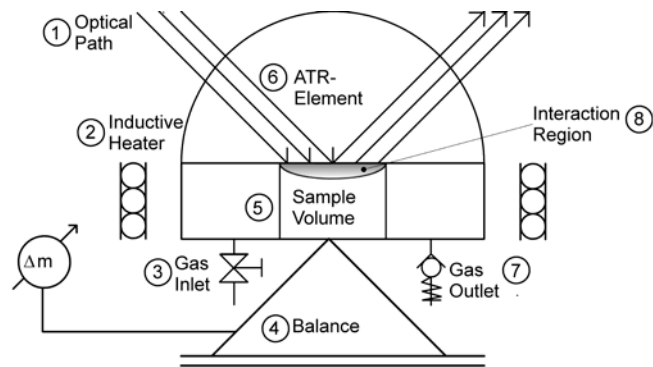 ① Optical
Path
⑥ ATR-
Element
② Inductive
Heater
Interaction ⑧
Region
⑤ Sample
Volume
Δm
③ Gas
Inlet
Gas ⑦
Outlet
④ Balance